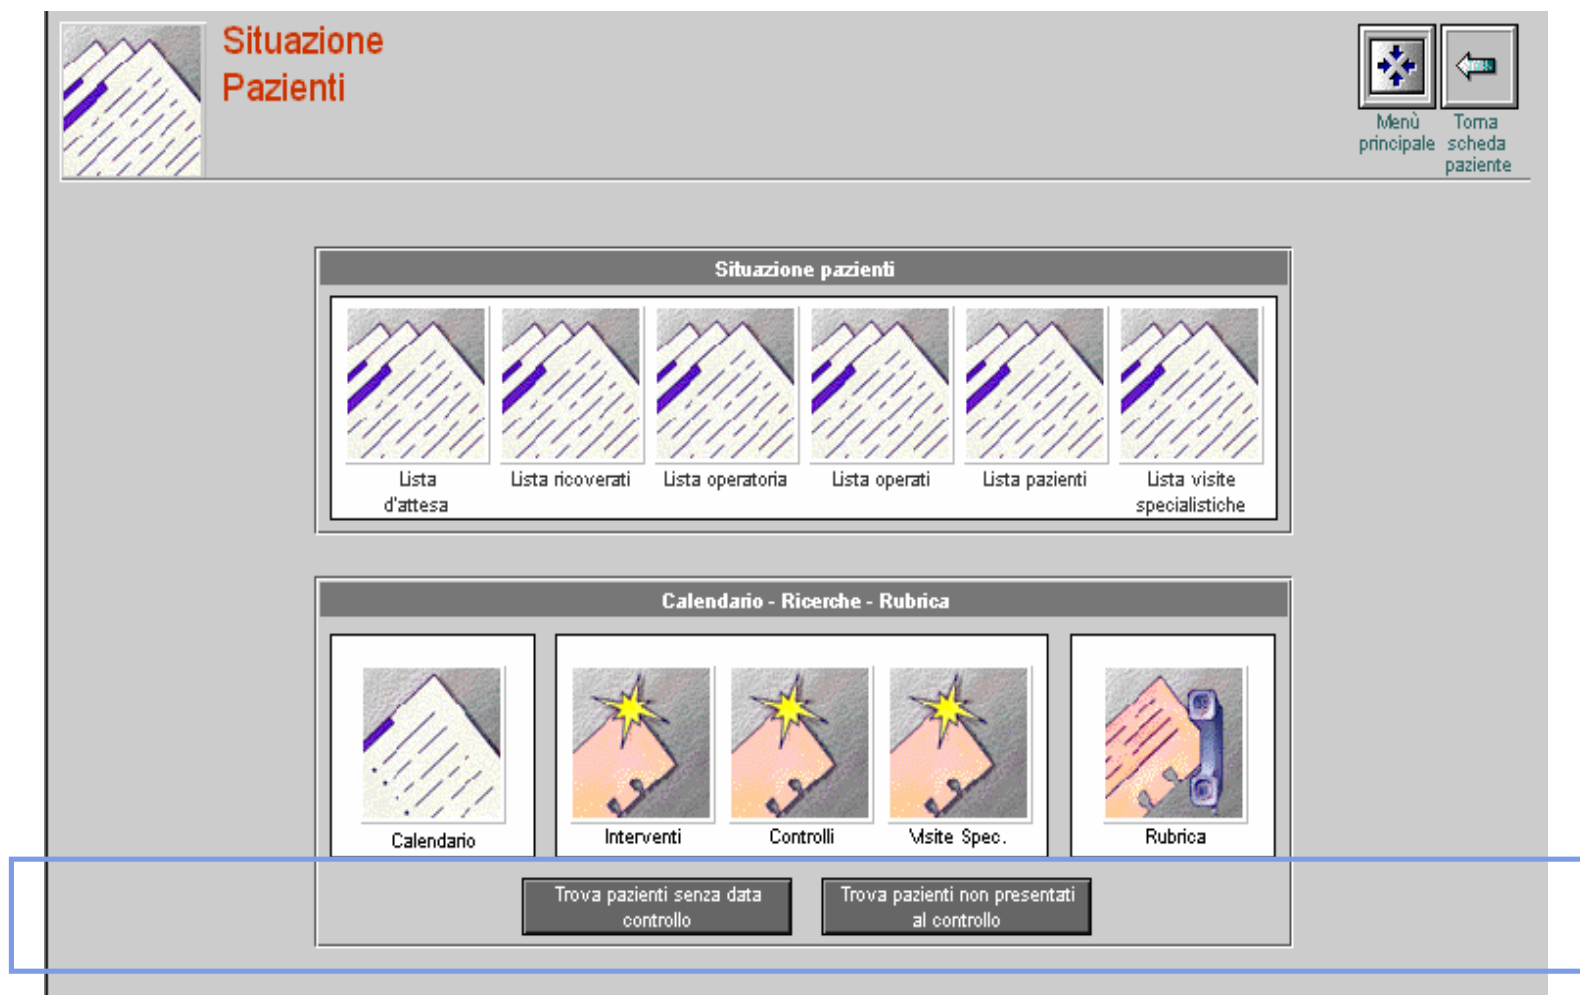 Situazione
Pazienti
Menù
principale
Torna
scheda
paziente
Situazione pazienti
Lista
d'attesa
Lista ricoverati
Lista operatoria
Lista operati
Lista pazienti
Lista visite
specialistiche
Calendario - Ricerche - Rubrica
Calendario
Interventi
Controlli
Visite Spec.
Rubrica
Trova pazienti senza data
controllo
Trova pazienti non presentati
al controllo